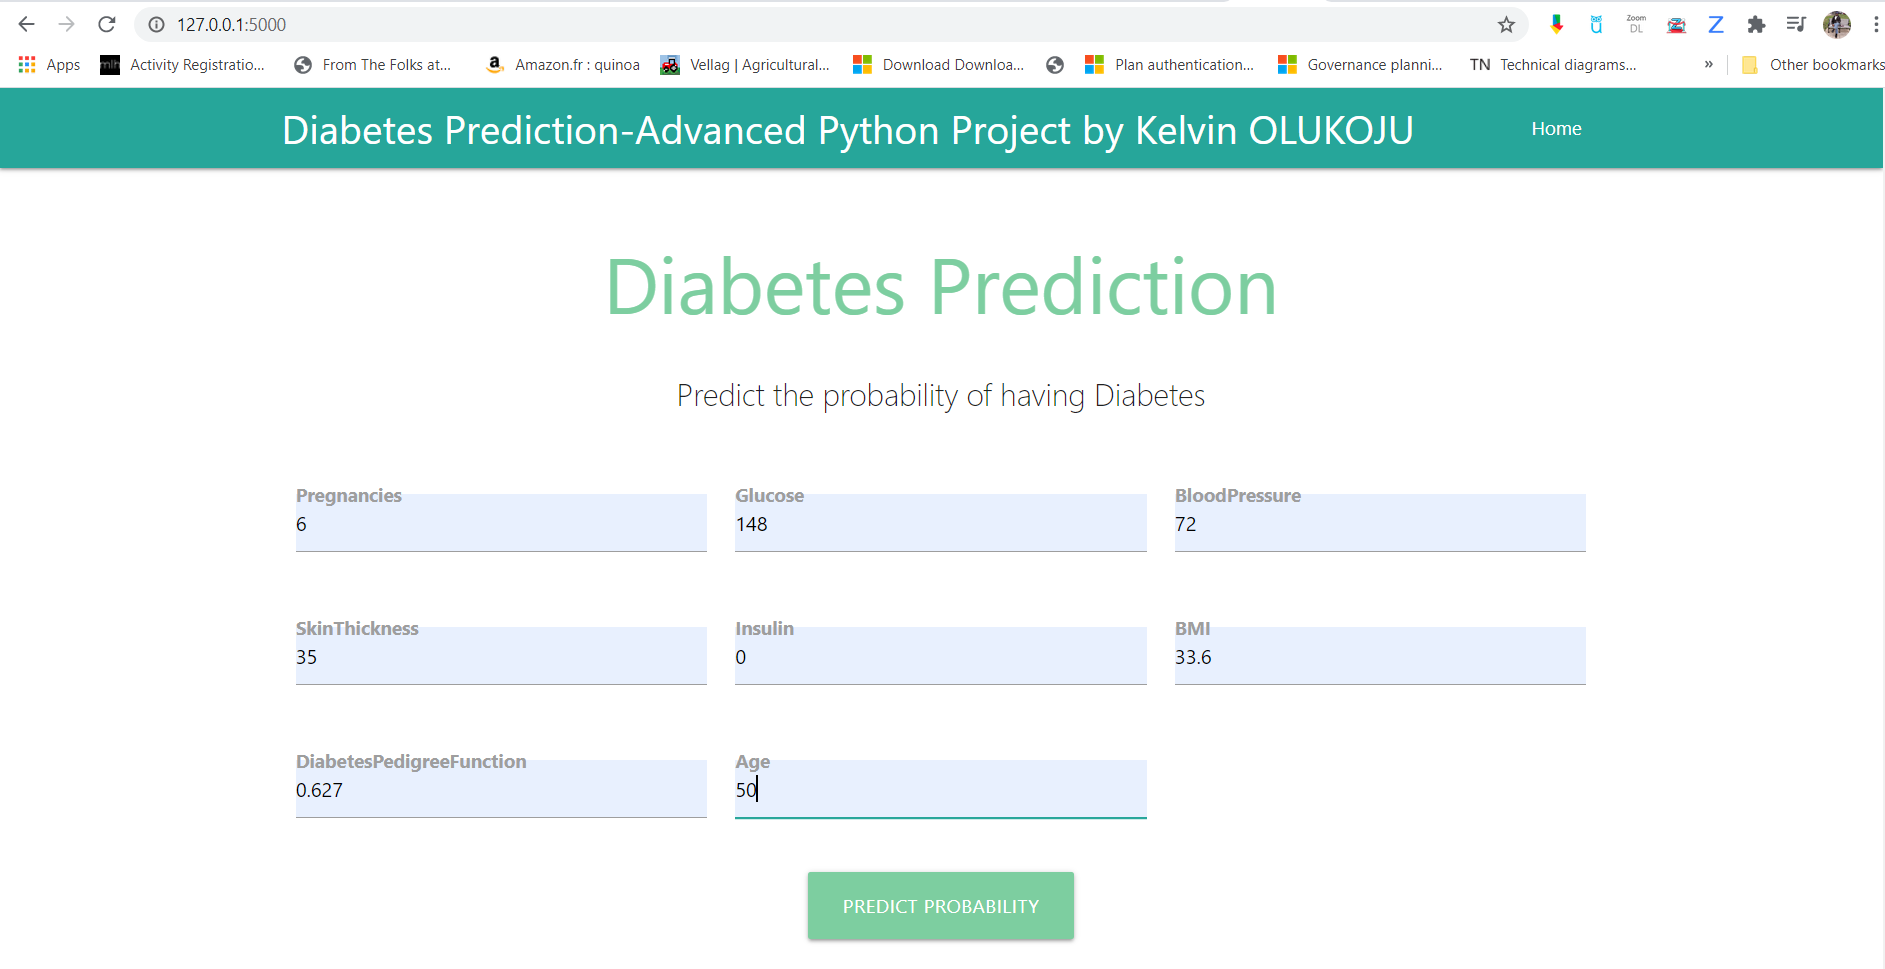 127.0.0.1:5000
Zoom
DL
Apps
mlh
Activity Registratio...
From The Folks at...
Amazon.fr : quinoa
Vellag | Agricultural...
Download Downloa...
Plan authentication...
Governance planni...
TN Technical diagrams...
»
Other bookmarks
Diabetes Prediction-Advanced Python Project by Kelvin OLUKOJU
Home
Diabetes Prediction
Predict the probability of having Diabetes
Pregnancies
6
Glucose
148
BloodPressure
72
SkinThickness
35
Insulin
0
BMI
33.6
DiabetesPedigreeFunction
0.627
Age
50
PREDICT PROBABILITY